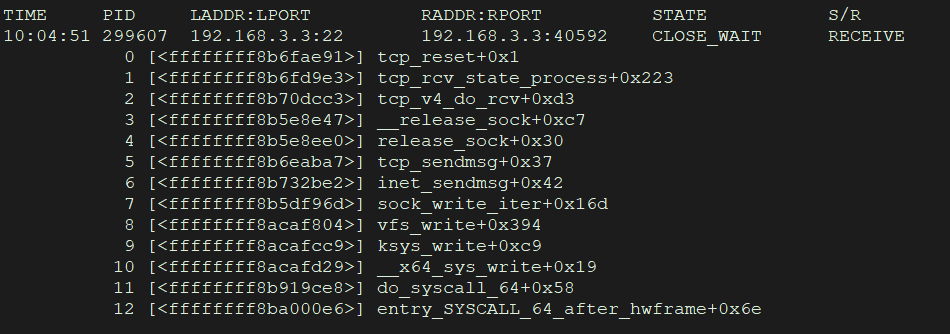 TIME PID LADDR:LPORT RADDR:RPORT STATE S/R
10:04:51 299607 192.168.3.3:22 192.168.3.3:40592 CLOSE_WAIT RECEIVE
0 [<ffffffff8b6fae91>] tcp_reset+0x1
1 [<ffffffff8b6fd9e3>] tcp_rcv_state_process+0x223
2 [<ffffffff8b70dcc3>] tcp_v4_do_rcv+0xd3
3 [<ffffffff8b5e8e47>] __release_sock+0xc7
4 [<ffffffff8b5e8ee0>] release_sock+0x30
5 [<ffffffff8b6eaba7>] tcp_sendmsg+0x37
6 [<ffffffff8b732be2>] inet_sendmsg+0x42
7 [<ffffffff8b5df96d>] sock_write_iter+0x16d
8 [<ffffffff8acaf804>] vfs_write+0x394
9 [<ffffffff8acafcc9>] ksys_write+0xc9
10 [<ffffffff8acafd29>] __x64_sys_write+0x19
11 [<ffffffff8b919ce8>] do_syscall_64+0x58
12 [<ffffffff8ba000e6>] entry_SYSCALL_64_after_hwframe+0x6e